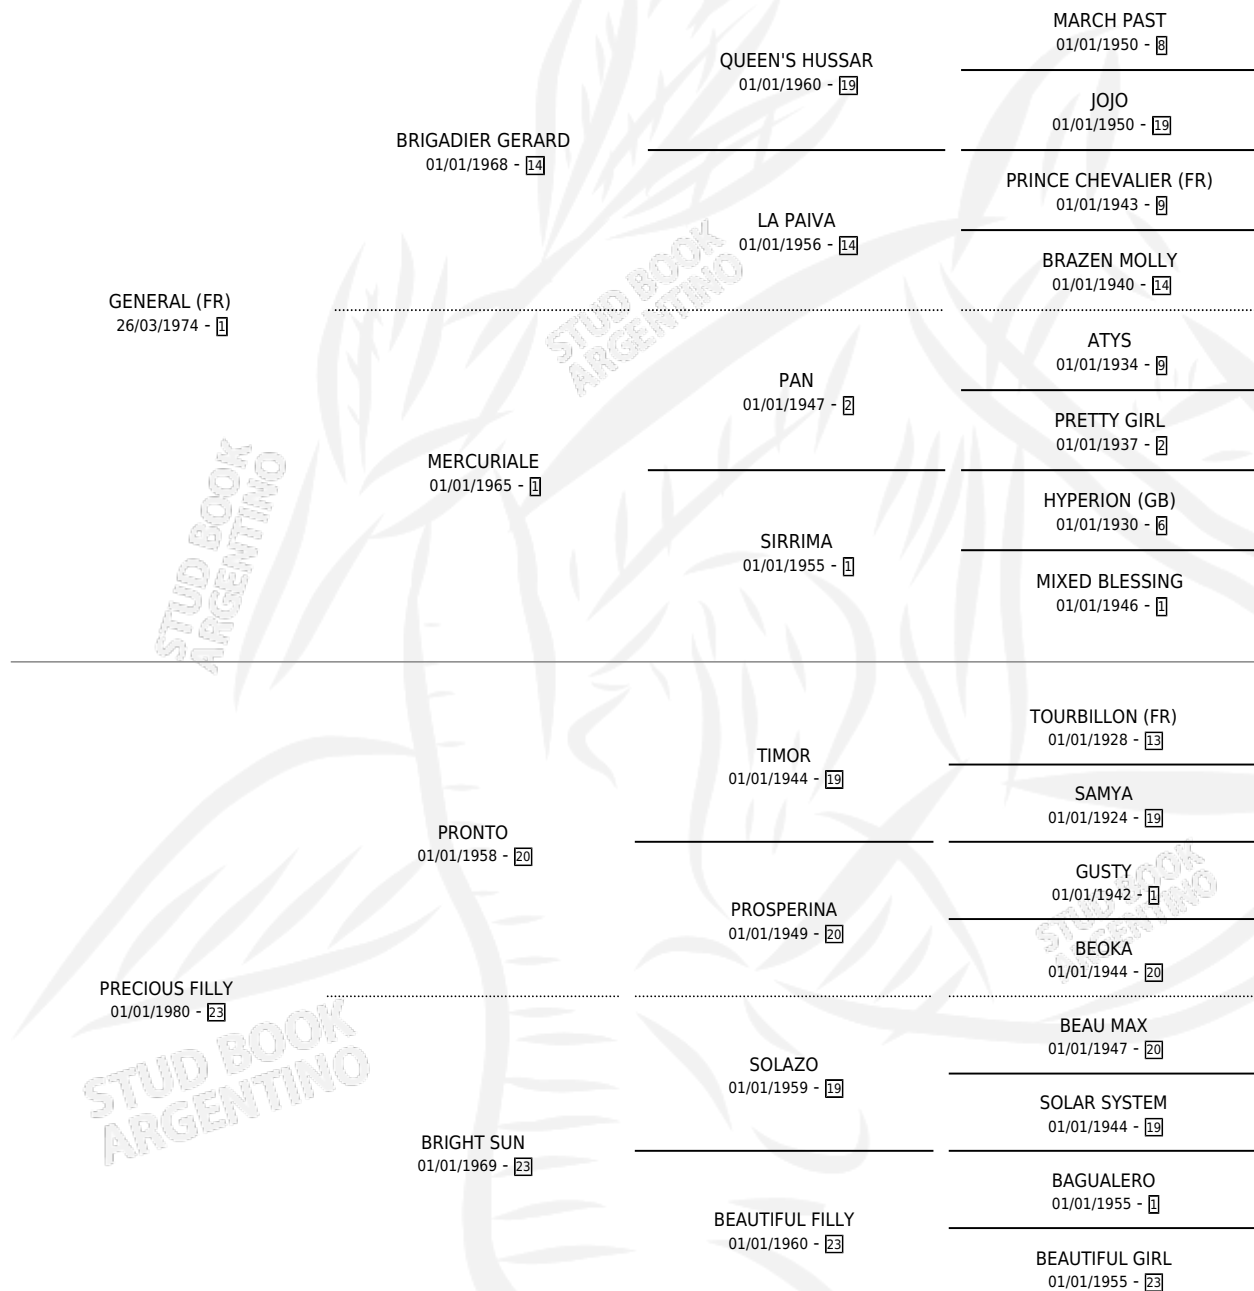 MARCH PAST
01/01/1950 - 8
QUEEN'S HUSSAR
01/01/1960 - 19
JOJO
01/01/1950 - 19
BRIGADIER GERARD
01/01/1968 - 14
PRINCE CHEVALIER (FR)
01/01/1943 - 9
LA PAIVA
01/01/1956 - 14
BRAZEN MOLLY
01/01/1940 - 14
GENERAL (FR)
26/03/1974 - 1
STUD BOOK
ARGENTINO
ATYS
01/01/1934 - 9
PAN
01/01/1947 - 2
PRETTY GIRL
01/01/1937 - 2
MERCURIALE
01/01/1965 - 1
HYPERION (GB)
01/01/1930 - 6
SIRRIMA
01/01/1955 - 1
MIXED BLESSING
01/01/1946 - 1
STUD BOOK
ARGENTINO
TOURBILLON (FR)
01/01/1928 - 13
TIMOR
01/01/1944 - 19
SAMYA
01/01/1924 - 19
PRONTO
01/01/1958 - 20
GUSTY
01/01/1942 - 1
PROSPERINA
01/01/1949 - 20
BEOKA
01/01/1944 - 20
STUD BOOK
ARGENTINO
PRECIOUS FILLY
01/01/1980 - 23
BEAU MAX
01/01/1947 - 20
SOLAZO
01/01/1959 - 19
SOLAR SYSTEM
01/01/1944 - 19
STUD BOOK
ARGENTINO
BRIGHT SUN
01/01/1969 - 23
BAGUALERO
01/01/1955 - 1
BEAUTIFUL FILLY
01/01/1960 - 23
BEAUTIFUL GIRL
01/01/1955 - 23